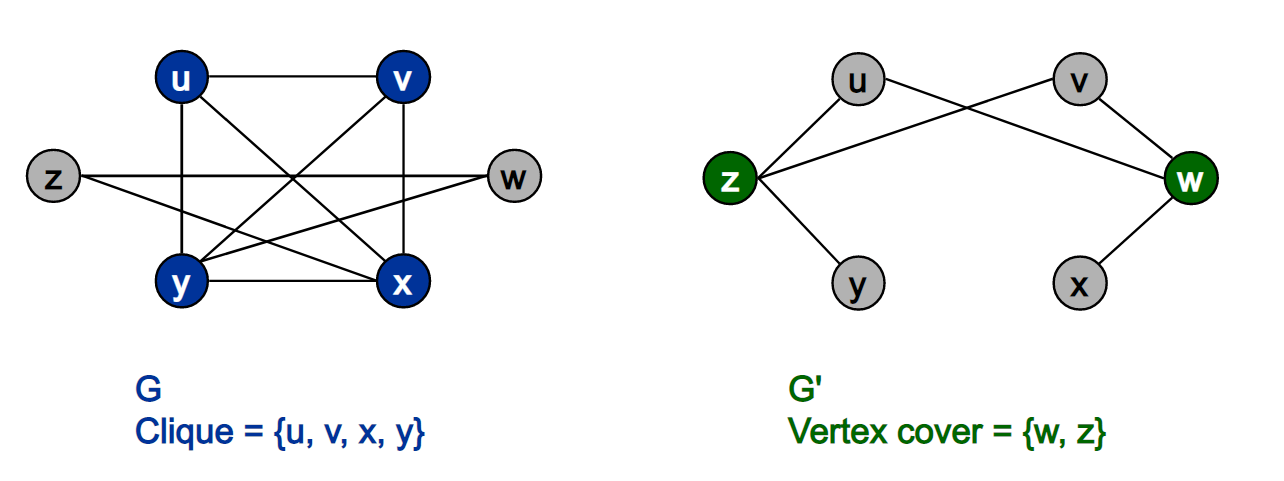 u v
z w
y x
G
Clique = {u, v, x, y}
u v
z w
y x
G'
Vertex cover = {w, z}